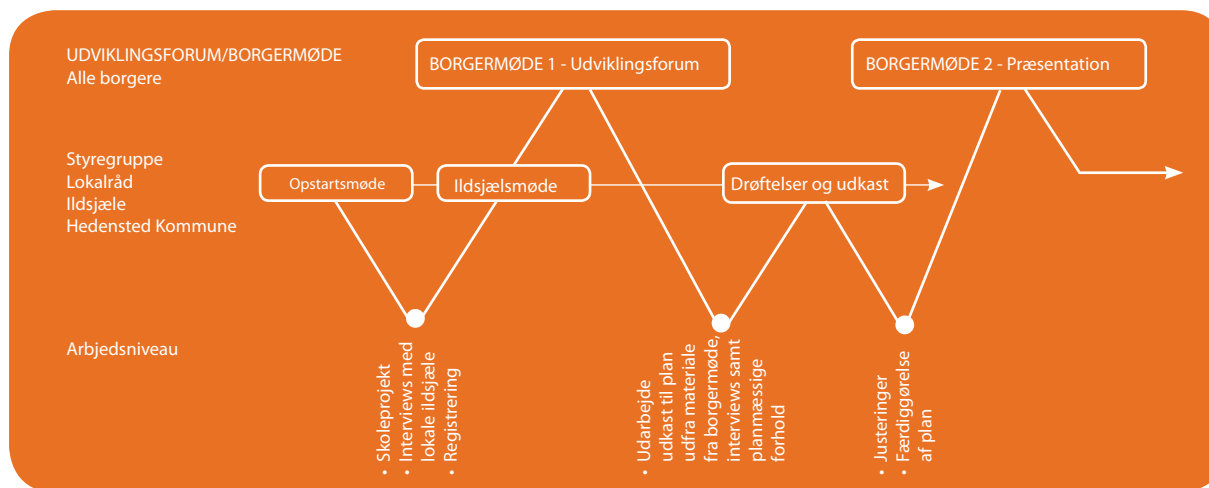 UDVIKLINGSFORUM/BORGERMØDE
Alle borgere
BORGERMØDE 1 - Udviklingsforum
BORGERMØDE 2 - Præsentation
Styregruppe
Lokalråd
Ildsjæle
Hedensted Kommune
Opstartsmøde
Ildsjælsmøde
Drøftelser og udkast
Arbjedsniveau
• Skoleprojekt
• Interviews med
lokale ildsjæle
• Registrering
• Udarbejde
udkast til plan
udfra materiale
fra borgermøde,
interviews samt
planmæssige
forhold
• Justeringer
• Færdiggørelse
af plan